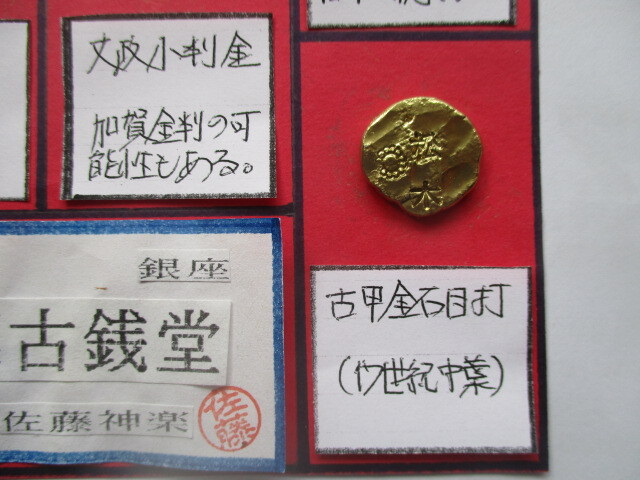 文政小判金
加賀金判の可
能性もある。
銀座
古銭堂
佐藤神楽
佐藤
古甲金石目打
(17世紀中葉)